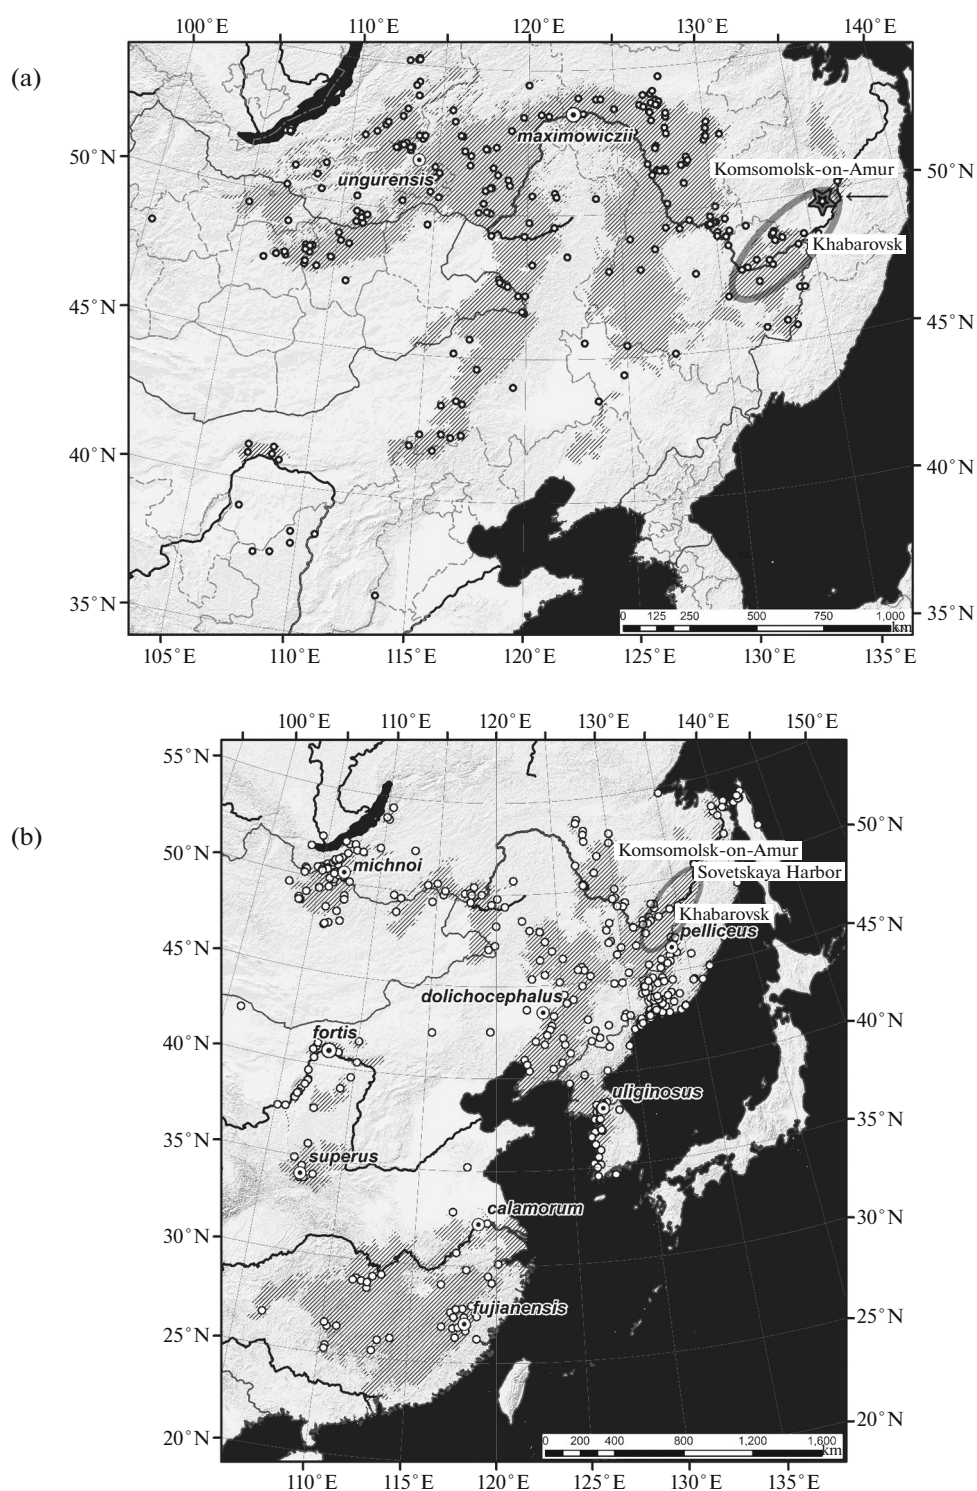 100°E 110°E 115°E 120°E 125°E 130°E 140°E
(a)
maximowiczii
50°N
50°N
Komsomolsk-on-Amur
ungurensis
Khabarovsk
45°N
45°N
40°N
40°N
35°N
35°N
0 125 250 500 750 1,000
km
105°E 110°E 115°E 120°E 125°E 130°E 135°E
100°E 110°E 120°E 130°E 140°E 150°E
55°N
(b)
50°N
50°N
Komsomolsk-on-Amur
michnoi
Sovetskaya Harbor
Khabarovsk
pelliceus
45°N
45°N
dolichocephalus
40°N
fortis
40°N
uliginosus
35°N
35°N
superus
calamorum
30°N
30°N
fujianensis
25°N
25°N
20°N
20°N
0 200 400 800 1,200 1,600
km
110°E 115°E 120°E 125°E 130°E 135°E